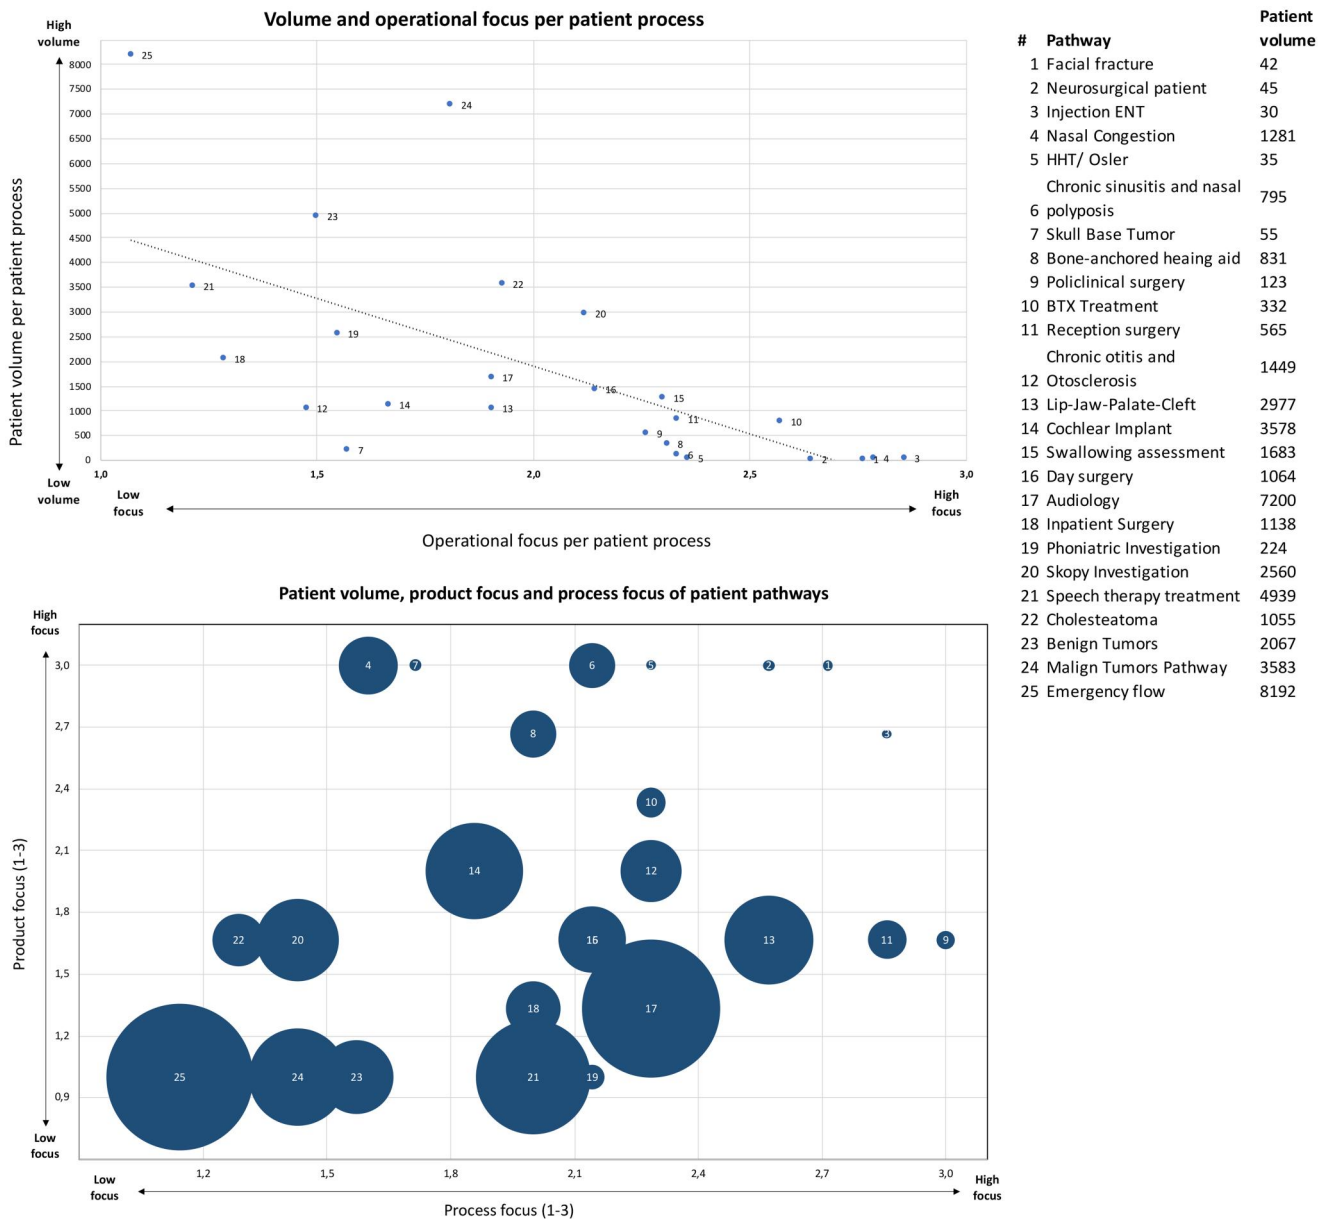 Volume and operational focus per patient process
High
volume
8000
7500
7000
6500
6000
5500
5000
4500
4000
3500
3000
2500
2000
1500
1000
500
0
Low
volume
Patient volume per patient process
25
24
23
22
21
20
19
18
17
16
15
14
13
12
11
10
9
8
7
6
5
4
3
2
1
1,0
1,5
2,0
2,5
3,0
Low
focus
High
focus
Operational focus per patient process
# Pathway Patient volume
1 Facial fracture 42
2 Neurosurgical patient 45
3 Injection ENT 30
4 Nasal Congestion 1281
5 HHT/ Osler 35
Chronic sinusitis and nasal
6 polyposis 795
7 Skull Base Tumor 55
8 Bone-anchored heaing aid 831
9 Policlinical surgery 123
10 BTX Treatment 332
11 Reception surgery 565
Chronic otitis and
12 Otosclerosis 1449
13 Lip-Jaw-Palate-Cleft 2977
14 Cochlear Implant 3578
15 Swallowing assessment 1683
16 Day surgery 1064
17 Audiology 7200
18 Inpatient Surgery 1138
19 Phoniatric Investigation 224
20 Skopy Investigation 2560
21 Speech therapy treatment 4939
22 Cholesteatoma 1055
23 Benign Tumors 2067
24 Malign Tumors Pathway 3583
25 Emergency flow 8192
Patient volume, product focus and process focus of patient pathways
High
focus
3,0
2,7
2,4
2,1
1,8
1,5
1,2
0,9
Low
focus
Product focus (1-3)
4
7
6
5
2
1
8
3
10
14
12
22
20
13
11
9
18
17
25
24
23
21
19
1,2
1,5
1,8
2,1
2,4
2,7
3,0
Low
focus
High
focus
Process focus (1-3)